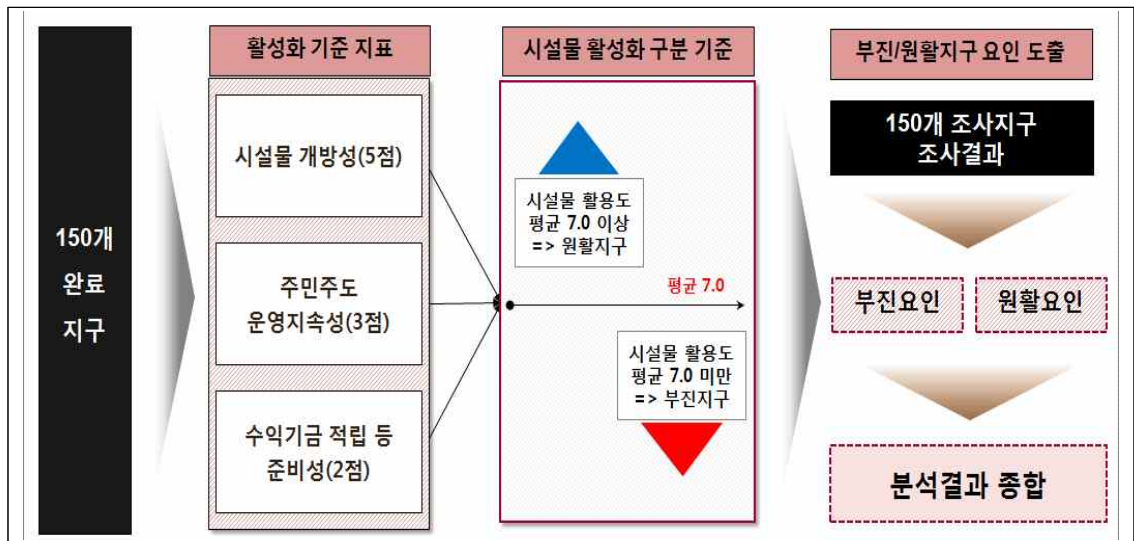 150개
완료
지구
활성화 기준 지표
시설물 개방성(5점)
주민주도
운영지속성(3점)
수익기금 적립 등
준비성(2점)
시설물 활성화 구분 기준
시설물 활용도
평균 7.0 이상
=> 원활지구
평균 7.0
시설물 활용도
평균 7.0 미만
=> 부진지구
부진/원활지구 요인 도출
150개 조사지구
조사결과
부진요인
원활요인
분석결과 종합